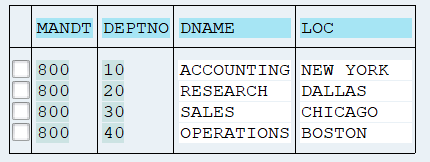 MANDT DEPTNO DNAME LOC
800 10 ACCOUNTING NEW YORK
800 20 RESEARCH DALLAS
800 30 SALES CHICAGO
800 40 OPERATIONS BOSTON